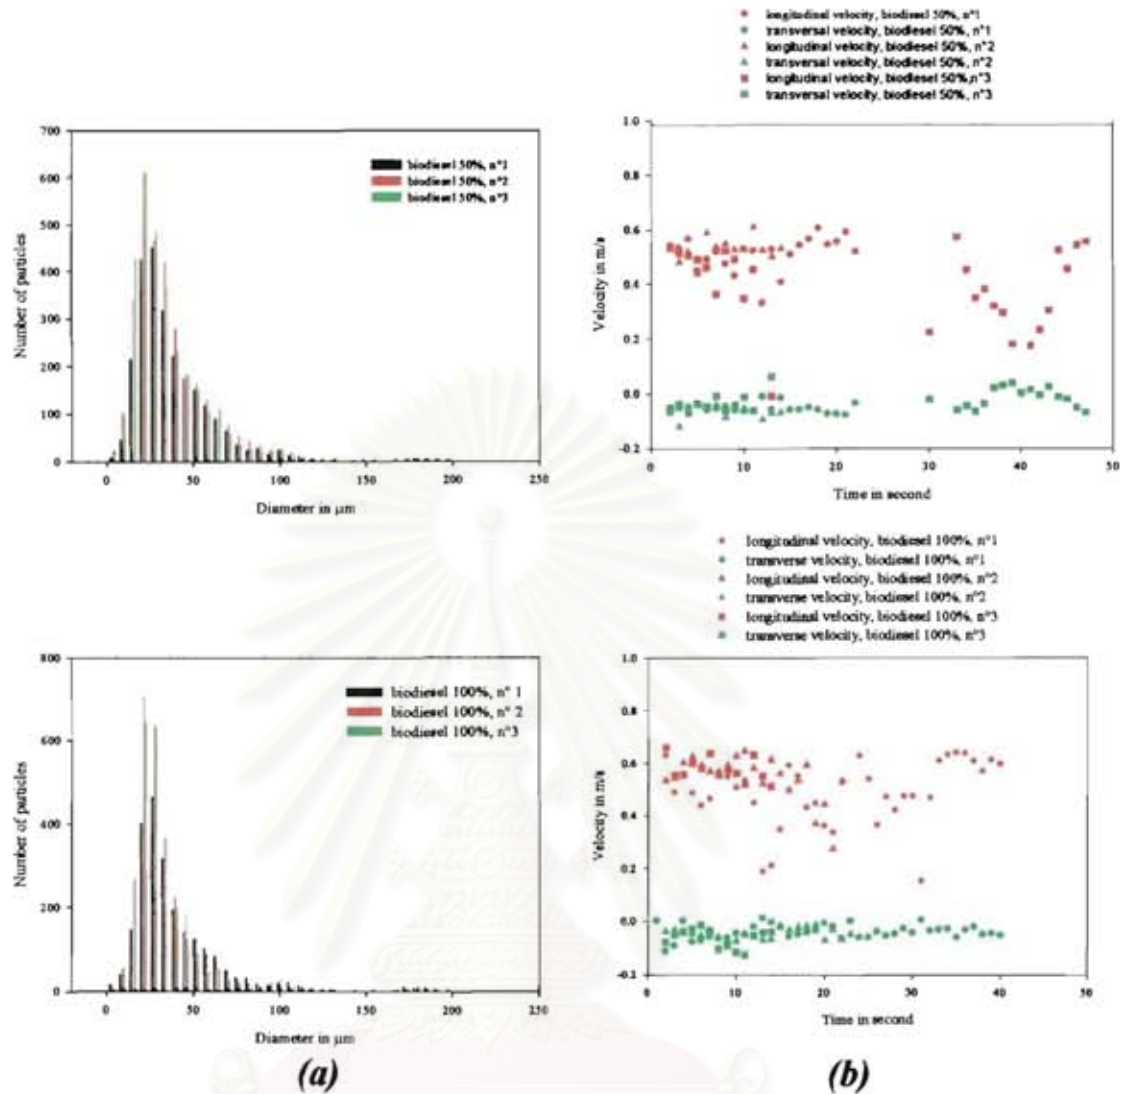 longitudinal velocity, biodiesel 50%, n°1
transversal velocity, biodiesel 50%, n°1
longitudinal velocity, biodiesel 50%, n°2
transversal velocity, biodiesel 50%, n°2
longitudinal velocity, biodiesel 50%,n°3
transversal velocity, biodiesel 50%, n°3
700
600
500
400
300
200
100
0
Number of particles
biodiesel 50%, n°1
biodiesel 50%, n°2
biodiesel 50%, n°3
0 50 100 150 200 250
Diameter in µm
1.0
0.8
0.6
0.4
0.2
0.0
-0.2
Velocity in m/s
0 10 20 30 40 50
Time in second
longitudinal velocity, biodiesel 100%, n°1
transverse velocity, biodiesel 100%, n°1
longitudinal velocity, biodiesel 100%, n°2
transverse velocity, biodiesel 100%, n°2
longitudinal velocity, biodiesel 100%, n°3
transverse velocity, biodiesel 100%, n°3
800
600
400
200
0
Number of particles
biodiesel 100%, n° 1
biodiesel 100%, n° 2
biodiesel 100%, n°3
0 50 100 150 200 250
Diameter in µm
1.0
0.8
0.6
0.4
0.2
0.0
Velocity in m/s
0 10 20 30 40 50
Time in second
(a)
(b)